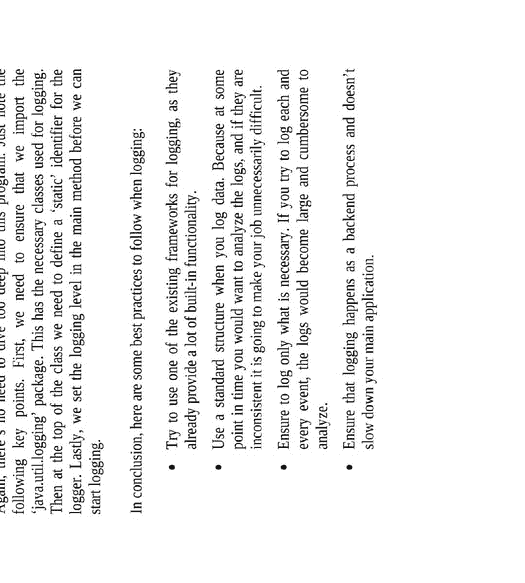 Again, there's no need to dive too deep into this program. Just note the
following key points. First, we need to ensure that we import the
‘java.util.logging’ package. This has the necessary classes used for logging.
Then at the top of the class we need to define a ‘static’ identifier for the
logger. Lastly, we set the logging level in the main method before we can
start logging.
In conclusion, here are some best practices to follow when logging:
• Try to use one of the existing frameworks for logging, as they
already provide a lot of built-in functionality.
• Use a standard structure when you log data. Because at some
point in time you would want to analyze the logs, and if they are
inconsistent it is going to make your job unnecessarily difficult.
• Ensure to log only what is necessary. If you try to log each and
every event, the logs would become large and cumbersome to
analyze.
• Ensure that logging happens as a backend process and doesn’t
slow down your main application.